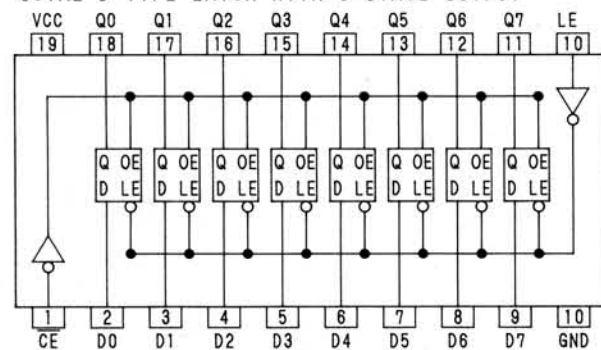 VCC Q0 Q1 Q2 Q3 Q4 Q5 Q6 Q7 LE
19 18 17 16 15 14 13 12 11 10
Q OE Q OE Q OE Q OE Q OE Q OE Q OE Q OE
D LE D LE D LE D LE D LE D LE D LE D LE
1 2 3 4 5 6 7 8 9 10
CE D0 D1 D2 D3 D4 D5 D6 D7 GND